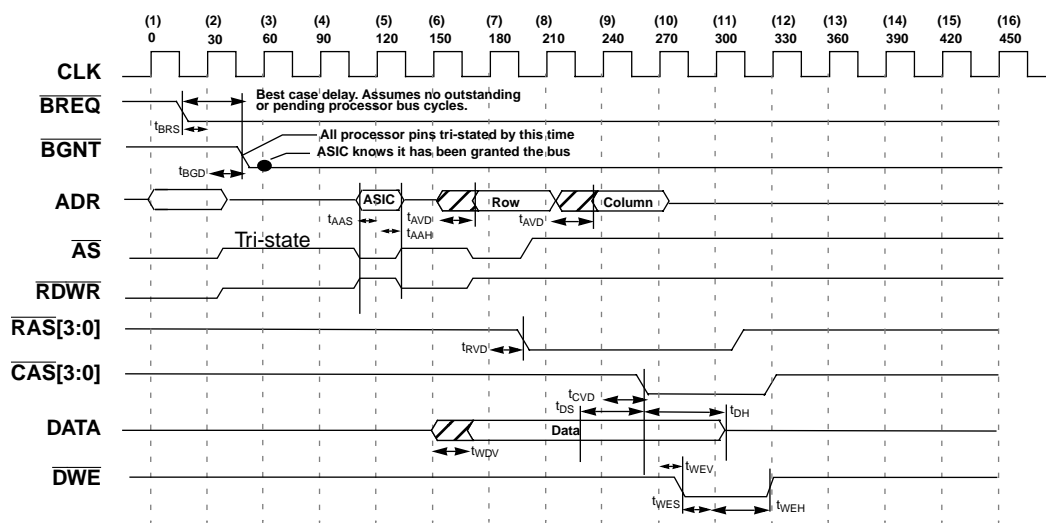 (1) (2) (3) (4) (5) (6) (7) (8) (9) (10) (11) (12) (13) (14) (15) (16)
0 30 60 90 120 150 180 210 240 270 300 330 360 390 420 450
CLK
BREQ
Best case delay. Assumes no outstanding
or pending processor bus cycles.
tBRS
BGNT
All processor pins tri-stated by this time
ASIC knows it has been granted the bus
tBGD
ADR
ASIC
Row
Column
tAAS
tAVD
tAVD
tAAH
AS
Tri-state
RDWR
RAS[3:0]
tRVD
CAS[3:0]
tCVD
tDS
tDH
DATA
Data
tWDV
DWE
tWEV
tWES
tWEH